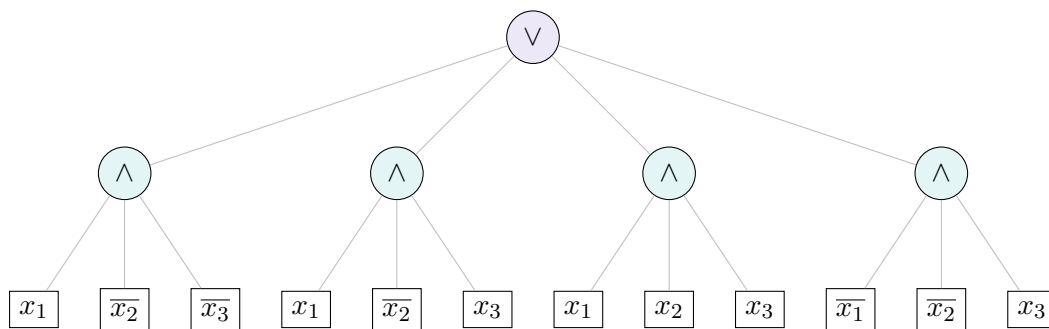 ∨
∧ ∧ ∧ ∧
x₁ x̅₂ x̅₃ x₁ x̅₂ x₃ x₁ x₂ x₃ x̅₁ x̅₂ x₃